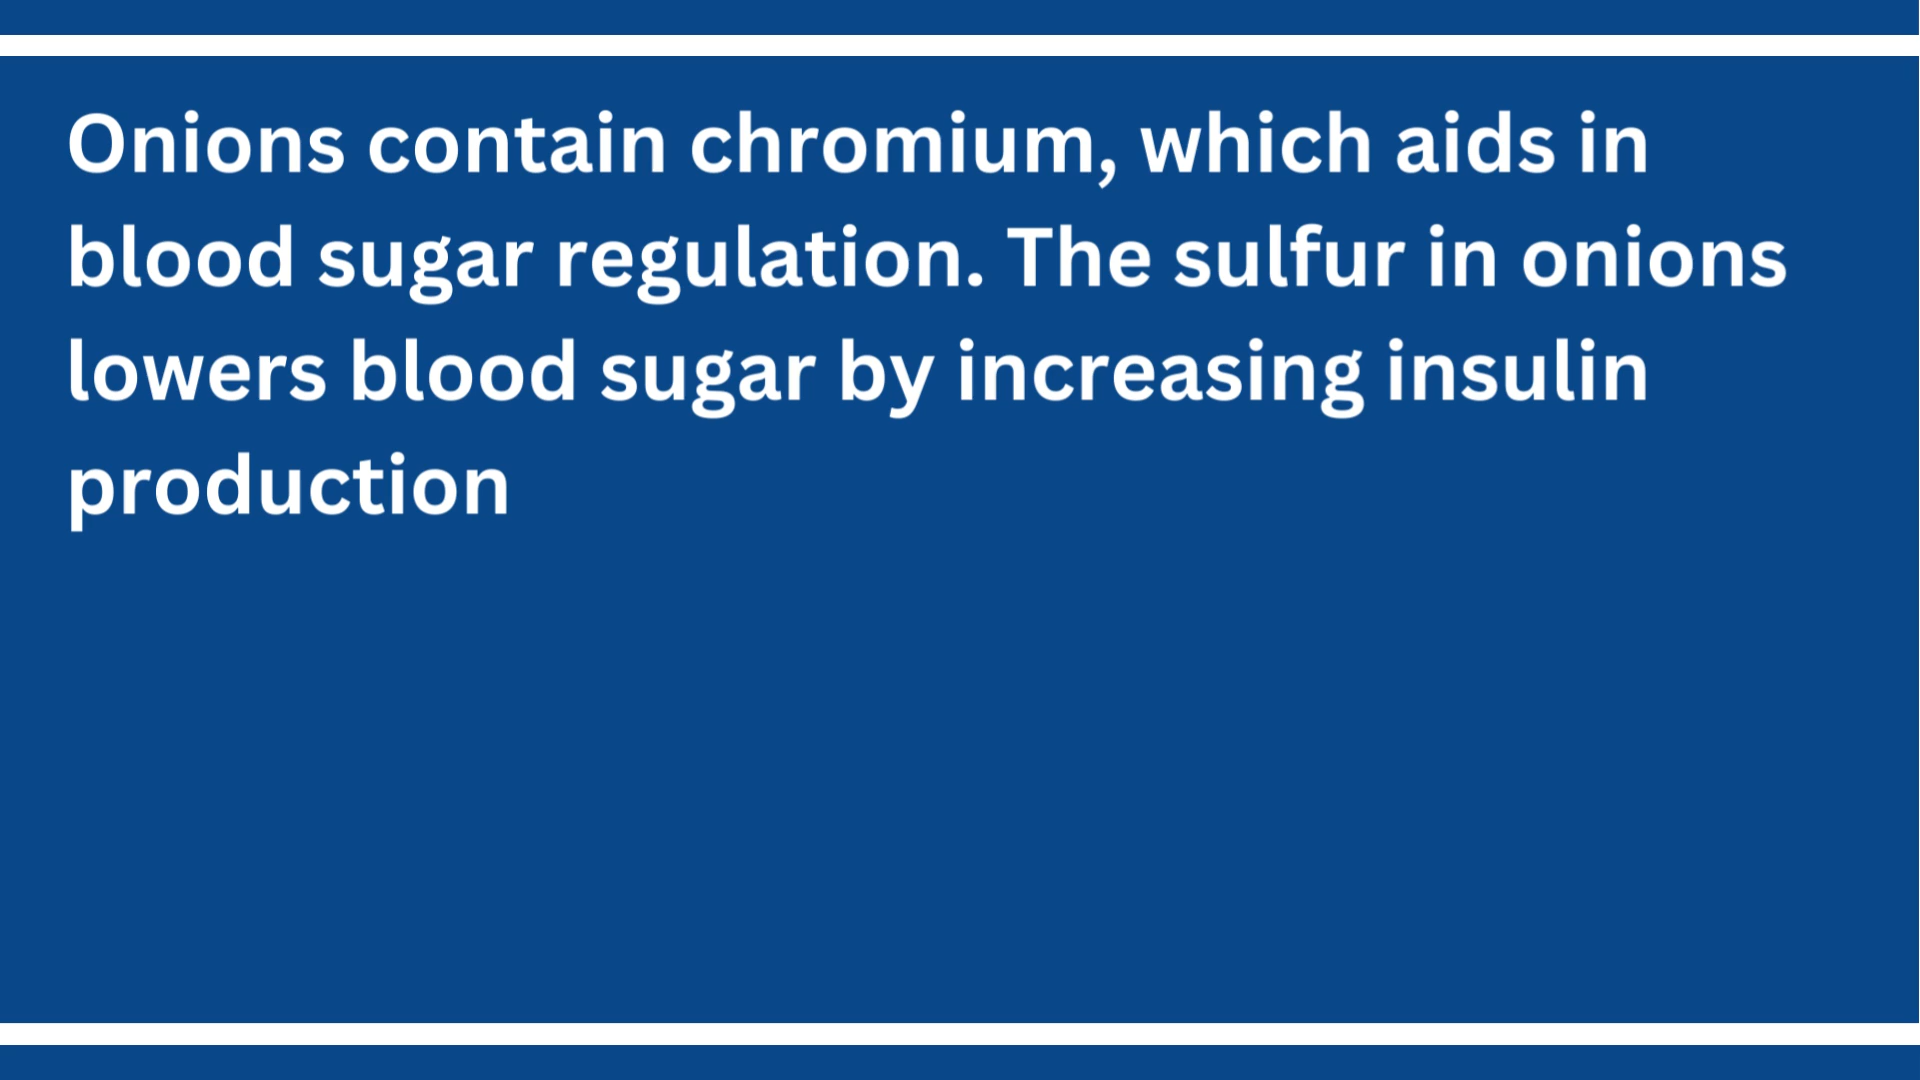 Onions contain chromium, which aids in
blood sugar regulation. The sulfur in onions
lowers blood sugar by increasing insulin
production